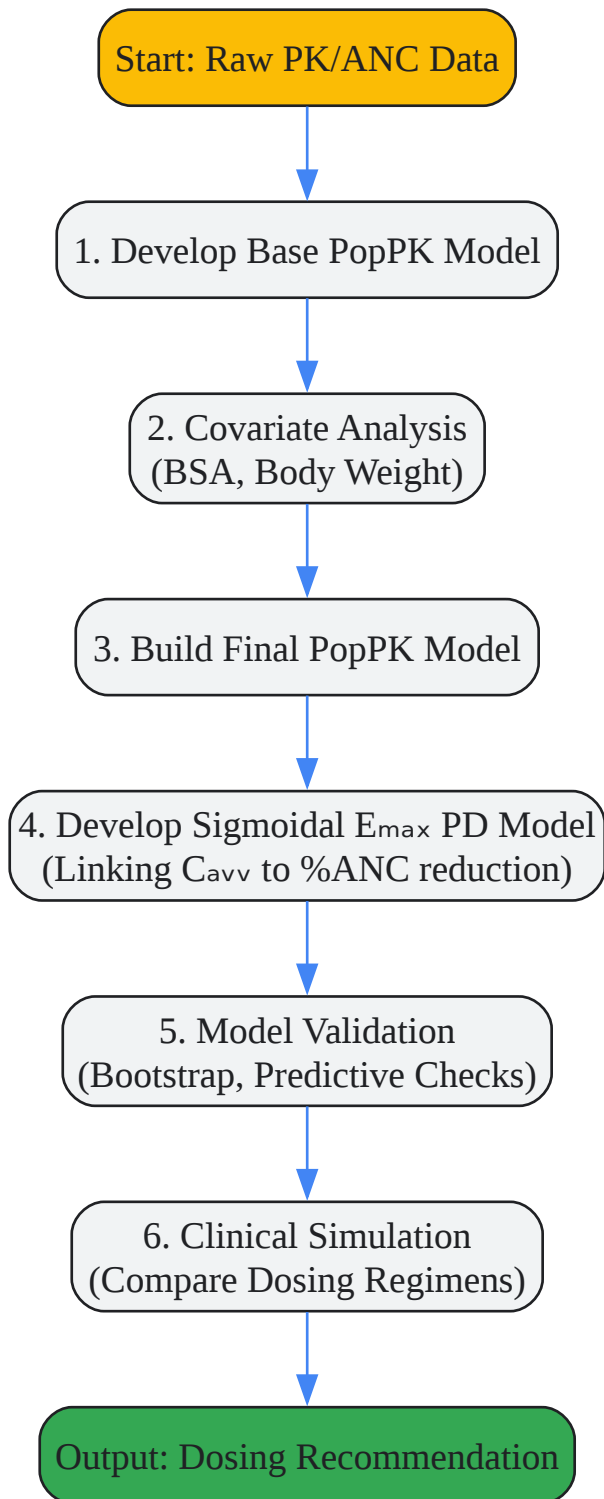 Start: Raw PK/ANC Data
1. Develop Base PopPK Model
2. Covariate Analysis
(BSA, Body Weight)
3. Build Final PopPK Model
4. Develop Sigmoidal Eₘₐₓ PD Model
(Linking Cₐᵥᵥ to %ANC reduction)
5. Model Validation
(Bootstrap, Predictive Checks)
6. Clinical Simulation
(Compare Dosing Regimens)
Output: Dosing Recommendation